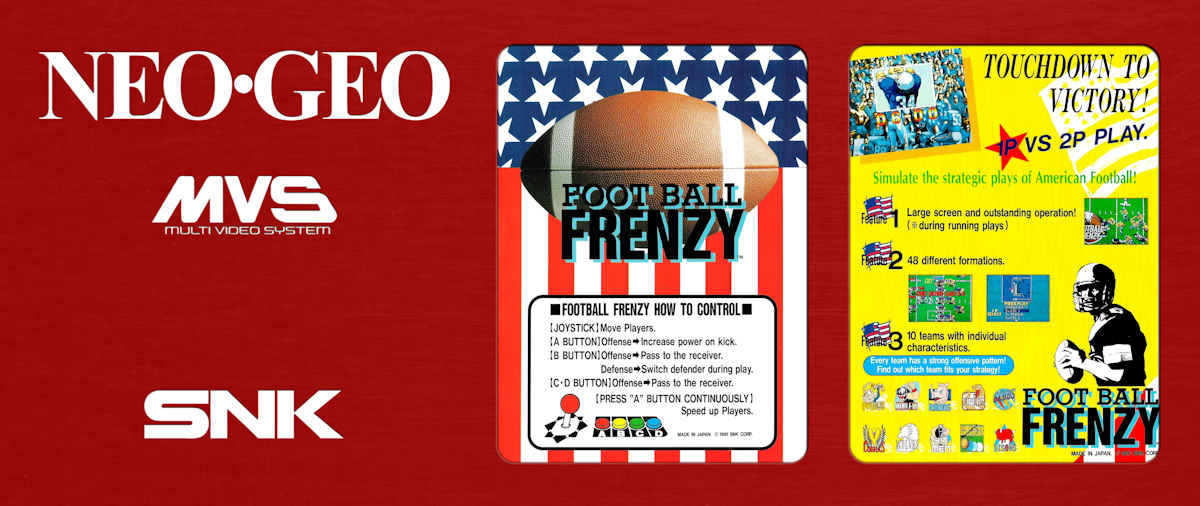 NEO•GEO
MVS
MULTI VIDEO SYSTEM
SNK
FOOT BALL
FRENZY™
■FOOTBALL FRENZY HOW TO CONTROL■
[JOYSTICK] Move Players.
[A BUTTON] Offense➡Increase power on kick.
[B BUTTON] Offense➡Pass to the receiver.
Defense➡Switch defender during play.
[C·D BUTTON] Offense➡Pass to the receiver.
[PRESS "A" BUTTON CONTINUOUSLY]
Speed up Players.
A B C D
MADE IN JAPAN. © 1991 SNK CORP.
TOUCHDOWN TO
VICTORY!
1P VS 2P PLAY.
Simulate the strategic plays of American Football!
Feature 1
Large screen and outstanding operation!
(※during running plays)
Feature 2
48 different formations.
Feature 3
10 teams with individual
characteristics.
Every team has a strong offensive pattern!
Find out which team fits your strategy!
FOOT BALL
FRENZY
MADE IN JAPAN. © 1991 SNK CORP